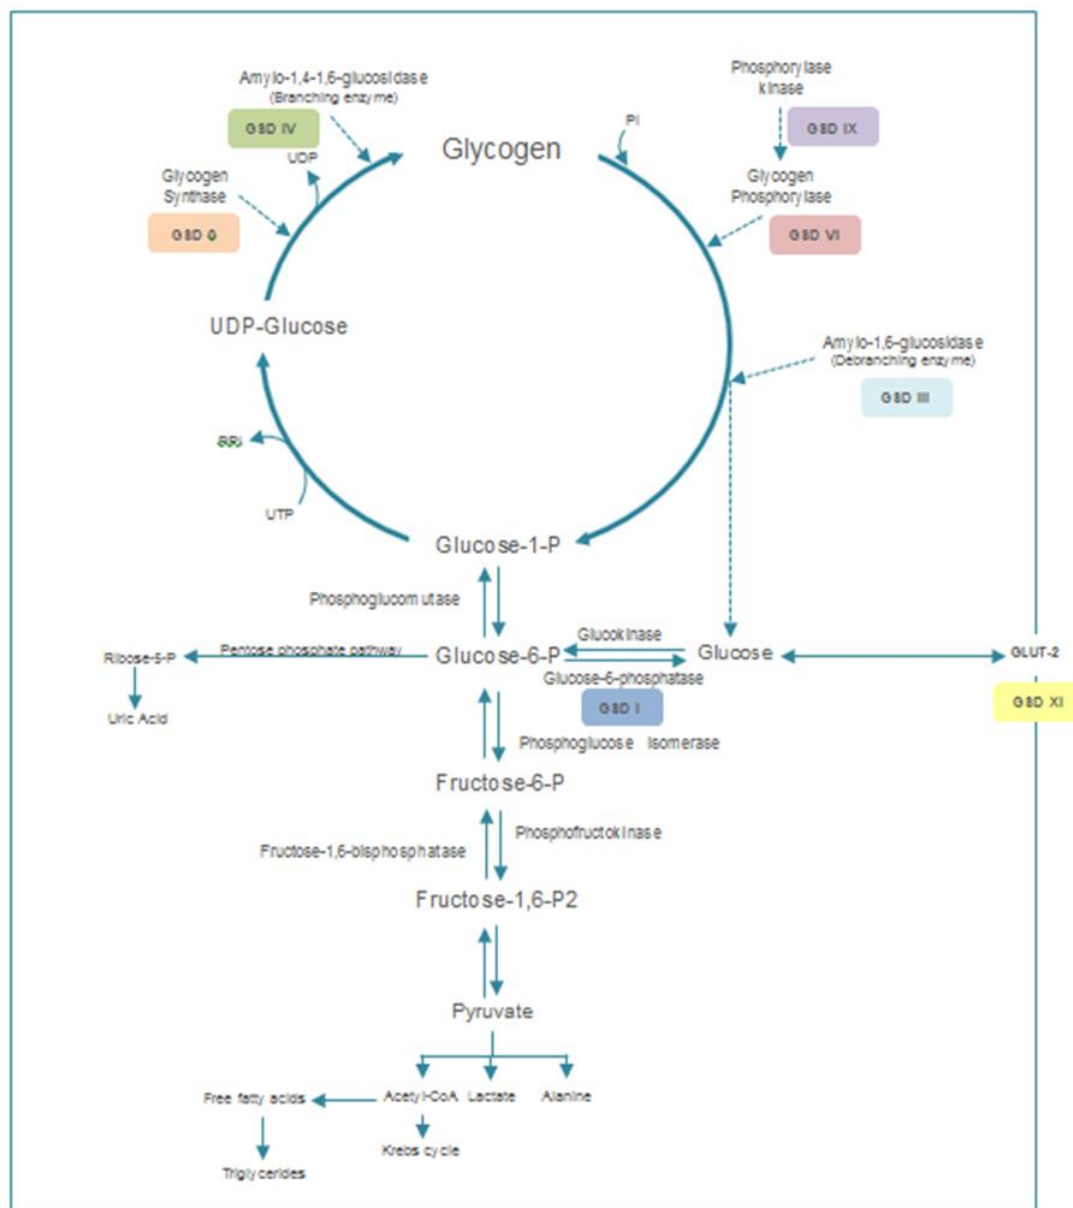 Amylo-1,4-1,6-glucosidase
(Branching enzyme)
GSD IV
UDP
Glycogen
Synthase
GSD 0
Glycogen
Pi
Phosphorylase
kinase
GSD IX
Glycogen
Phosphorylase
GSD VI
UDP-Glucose
Amylo-1,6-glucosidase
(Debranching enzyme)
GSD III
PPi
UTP
Glucose-1-P
Phosphoglucomutase
Ribose-5-P
Pentose phosphate pathway
Glucose-6-P
Glucokinase
Glucose
GLUT-2
Glucose-6-phosphatase
GSD I
GSD XI
Uric Acid
Phosphoglucose Isomerase
Fructose-6-P
Phosphofructokinase
Fructose-1,6-bisphosphatase
Fructose-1,6-P2
Pyruvate
Free fatty acids
Acetyl-CoA
Lactate
Alanine
Krebs cycle
Triglycerides